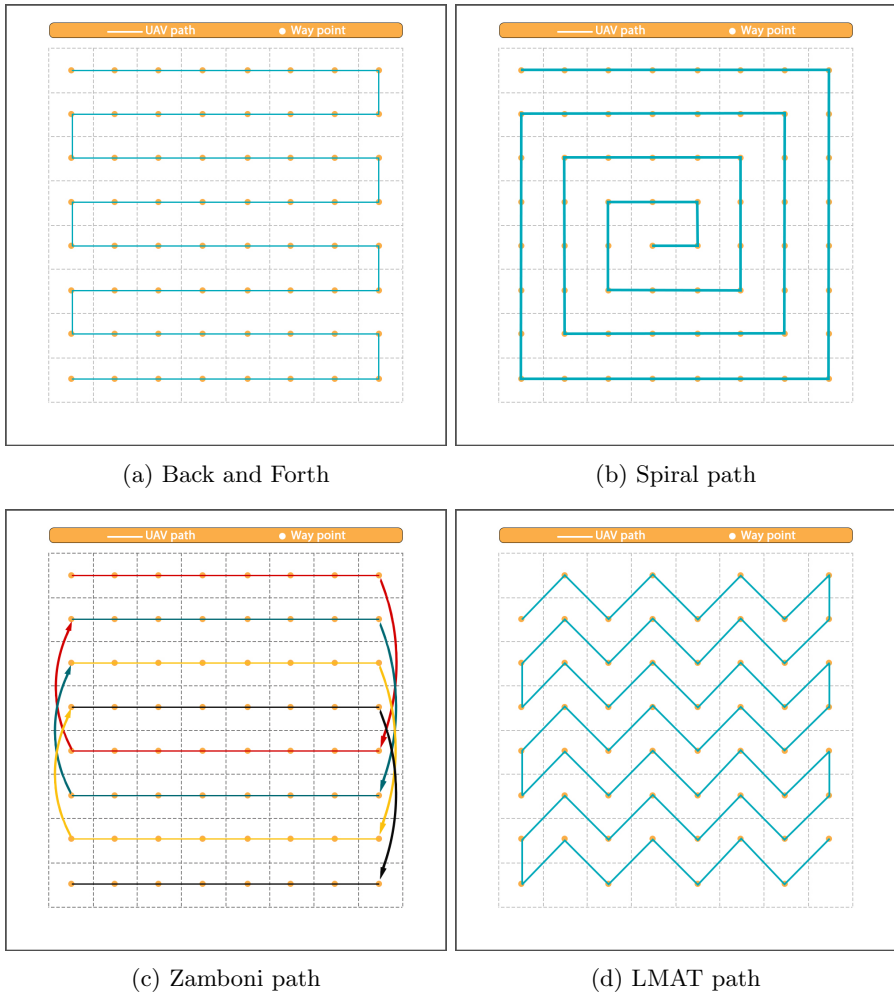 UAV path Way point
UAV path Way point
(a) Back and Forth
(b) Spiral path
UAV path Way point
UAV path Way point
(c) Zamboni path
(d) LMAT path